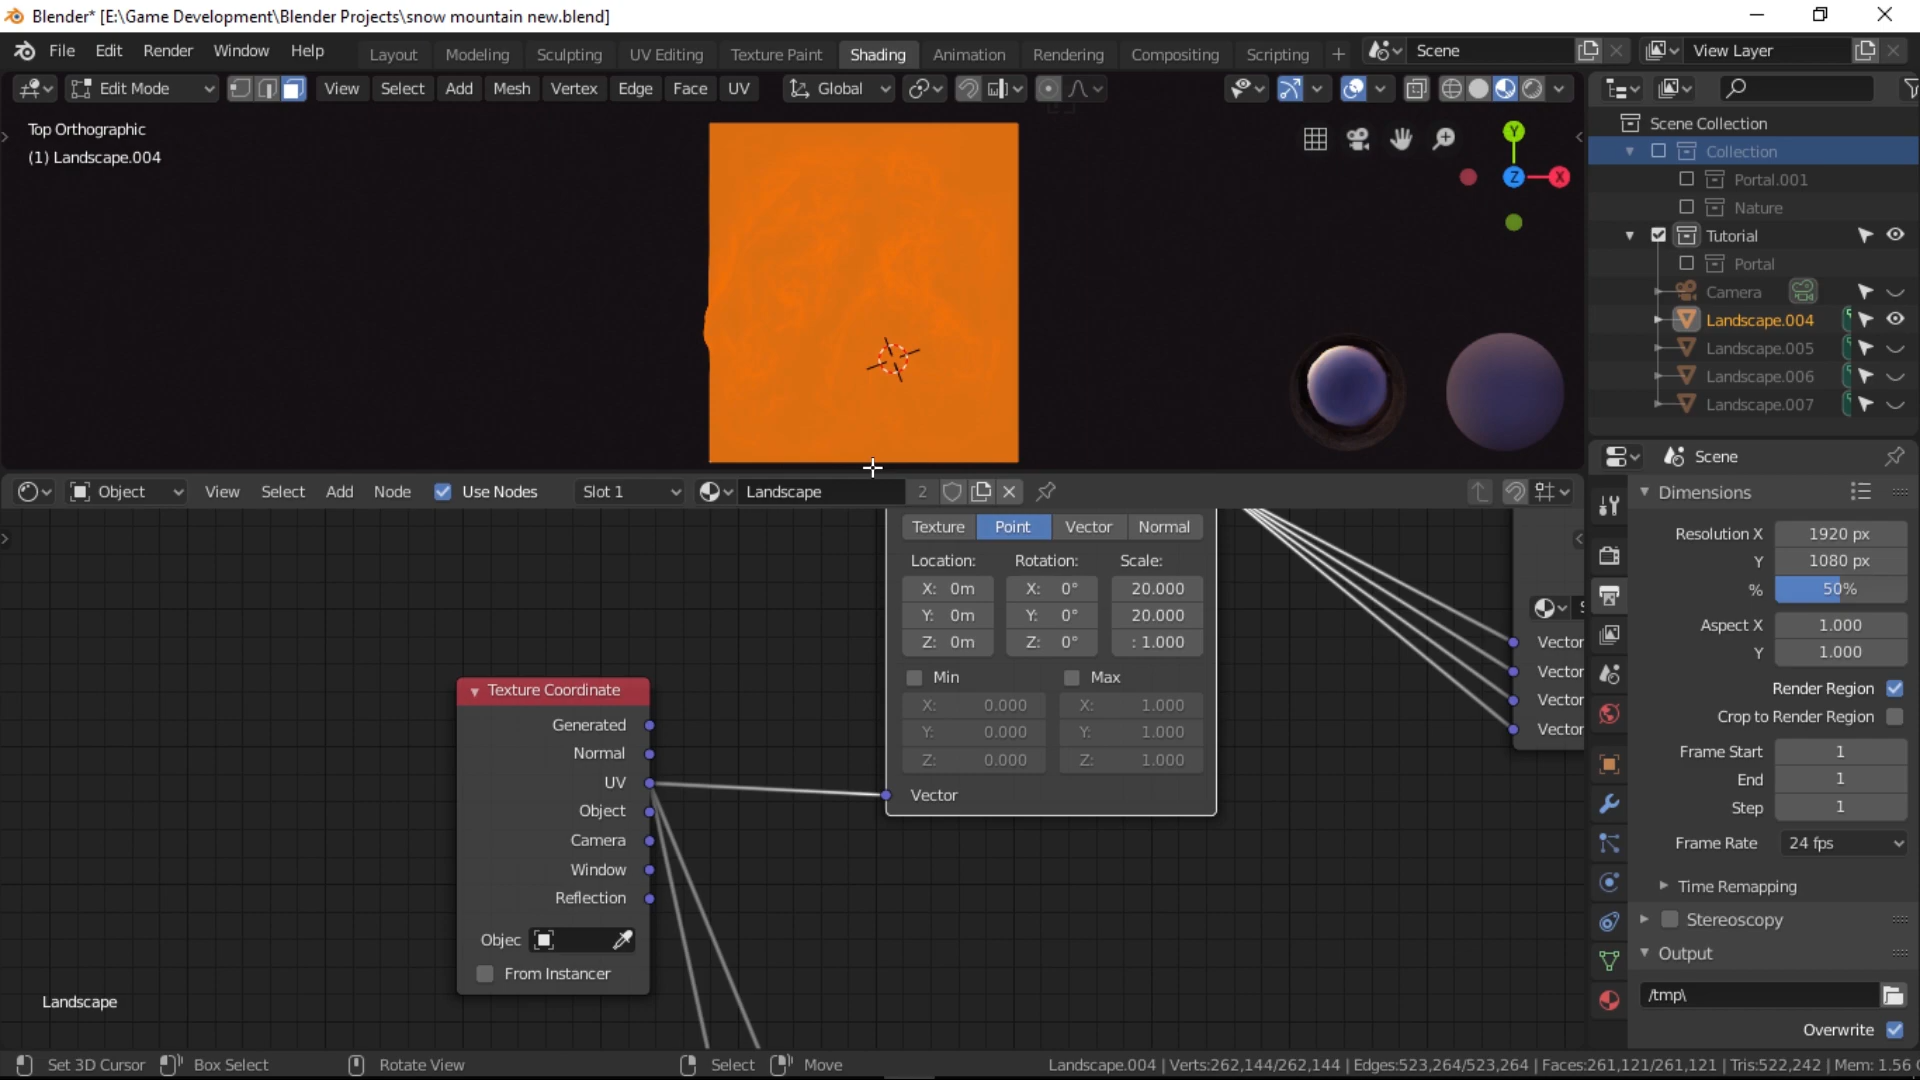 Blender* [E:\Game Development\Blender Projects\snow mountain new.blend]
File Edit Render Window Help Layout Modeling Sculpting UV Editing Texture Paint Shading Animation Rendering Compositing Scripting + Scene View Layer
Edit Mode View Select Add Mesh Vertex Edge Face UV Global
Top Orthographic
(1) Landscape.004
Y
Z
X
Scene Collection
Collection
Portal.001
Nature
Tutorial
Portal
Camera
Landscape.004
Landscape.005
Landscape.006
Landscape.007
Object View Select Add Node Use Nodes Slot 1 Landscape 2
Texture Point Vector Normal
Location: Rotation: Scale:
X: 0m X: 0° 20.000
Y: 0m Y: 0° 20.000
Z: 0m Z: 0° : 1.000
Min Max
X: 0.000 X: 1.000
Y: 0.000 Y: 1.000
Z: 0.000 Z: 1.000
Vector
Texture Coordinate
Generated
Normal
UV
Object
Camera
Window
Reflection
Objec
From Instancer
Vector
Vector
Vector
Vector
Landscape
Scene
Dimensions
Resolution X 1920 px
Y 1080 px
% 50%
Aspect X 1.000
Y 1.000
Render Region
Crop to Render Region
Frame Start 1
End 1
Step 1
Frame Rate 24 fps
Time Remapping
Stereoscopy
Output
/tmp\
Overwrite
Set 3D Cursor Box Select Rotate View Select Move Landscape.004 | Verts:262,144/262,144 | Edges:523,264/523,264 | Faces:261,121/261,121 | Tris:522,242 | Mem: 1.56